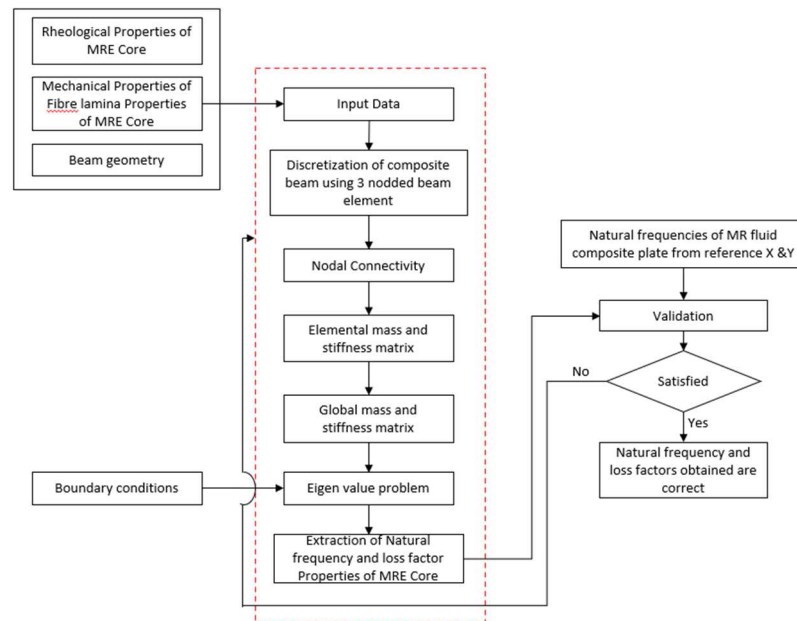 Rheological Properties of
MRE Core
Mechanical Properties of
Fibre lamina Properties
of MRE Core
Beam geometry
Input Data
Discretization of composite
beam using 3 nodded beam
element
Nodal Connectivity
Elemental mass and
stiffness matrix
Global mass and
stiffness matrix
Boundary conditions
Eigen value problem
Extraction of Natural
frequency and loss factor
Properties of MRE Core
Natural frequencies of MR fluid
composite plate from reference X &Y
Validation
Satisfied
No
Yes
Natural frequency and
loss factors obtained are
correct